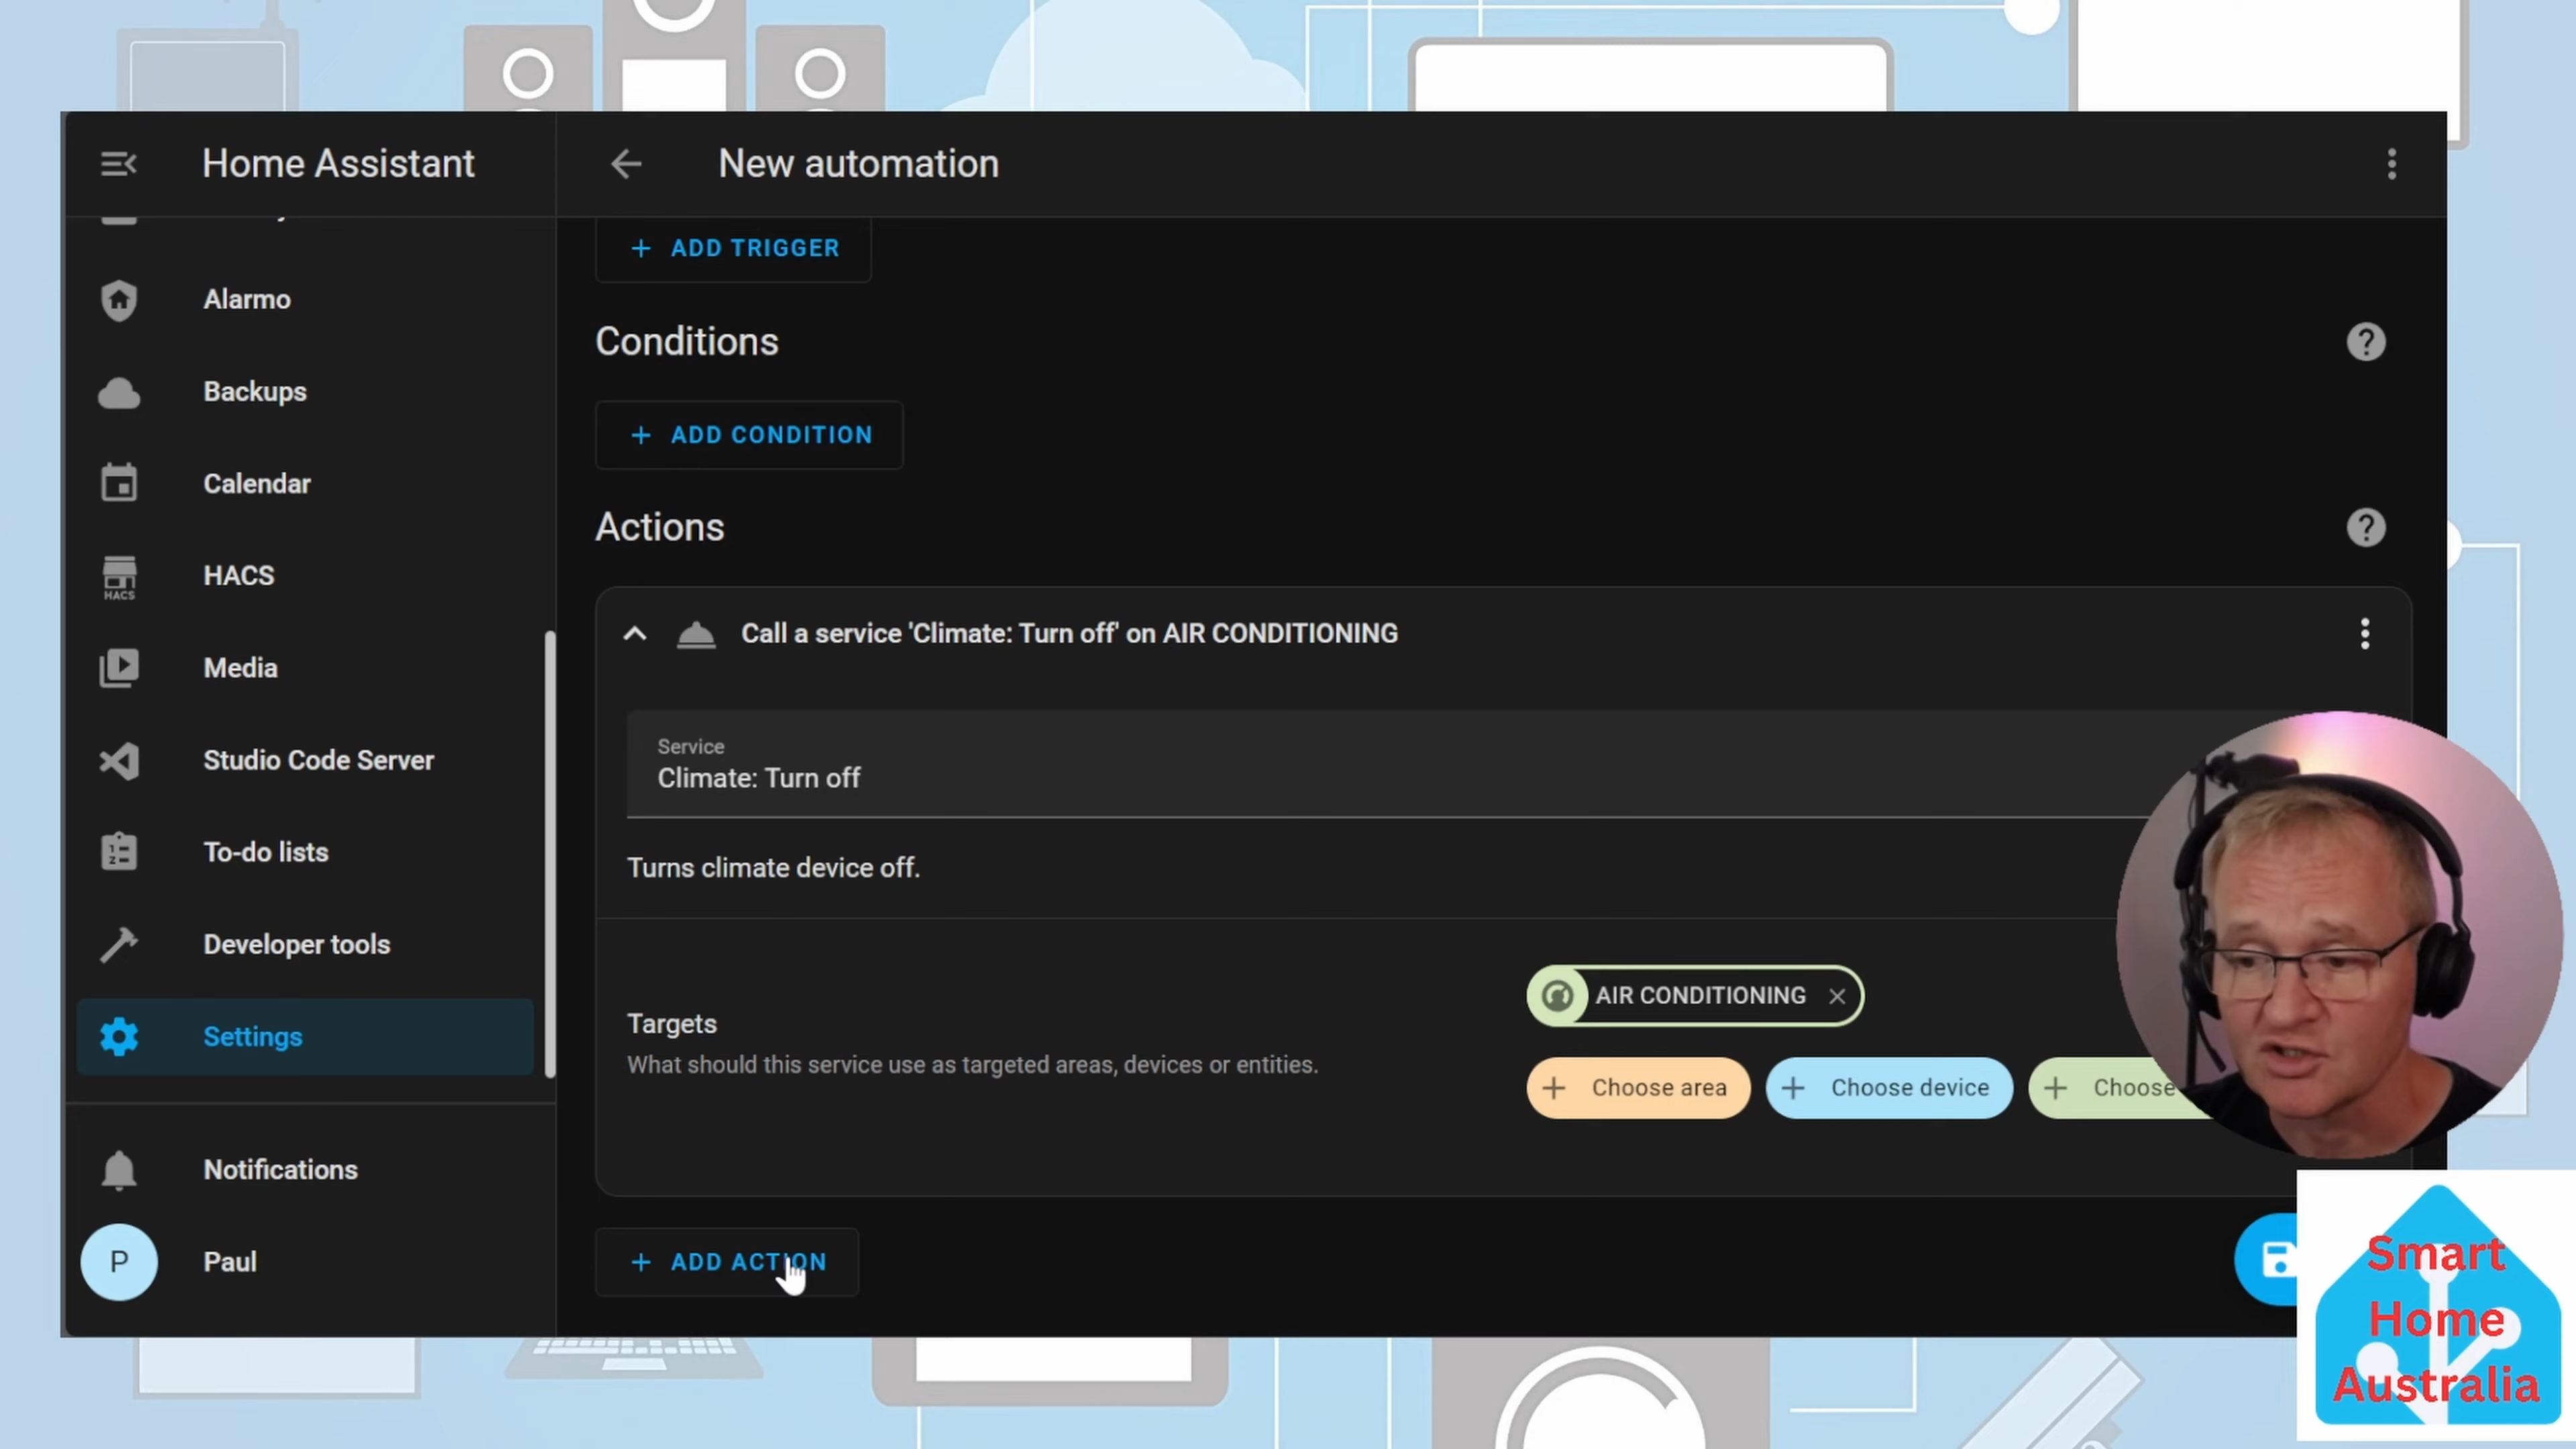 Home Assistant
New automation
ADD TRIGGER
Alarmo
Conditions
Backups
ADD CONDITION
Calendar
Actions
HACS
HACS
Call a service 'Climate: Turn off' on AIR CONDITIONING
Media
Service
Climate: Turn off
Studio Code Server
To-do lists
Turns climate device off.
Developer tools
AIR CONDITIONING
Targets
What should this service use as targeted areas, devices or entities.
Settings
Choose area
Choose device
Choose
Notifications
P
Paul
ADD ACTION
Smart
Home
Australia